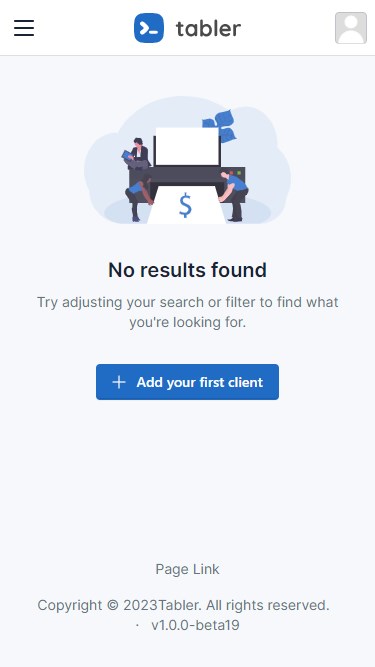 tabler
$
No results found
Try adjusting your search or filter to find what
you're looking for.
Add your first client
Page Link
Copyright © 2023Tabler. All rights reserved.
· v1.0.0-beta19